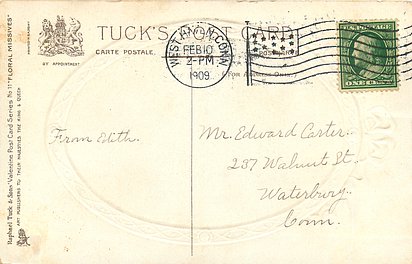 TUCK'S POST CARD
CARTE POSTALE
FOR ADDRESS ONLY
BY APPOINTMENT
Raphael Tuck & Sons' Valentine Post Card Series No 11 "FLORAL MISSIVES"
ART PUBLISHERS TO THEIR MAJESTIES THE KING & QUEEN
FEB 10
2-PM
1909
CONN
U.S. POSTAGE
ONE CENT
From Edith.
Mr. Edward Carter.
237 Walnut St.
Waterbury.
Conn.